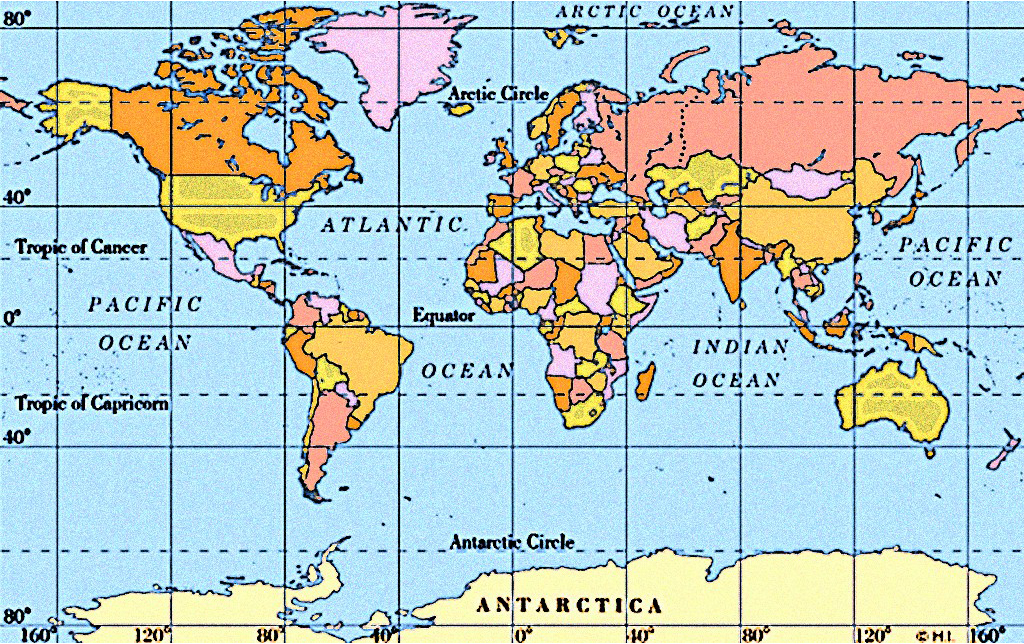 80°
ARCTIC OCEAN
Arctic Circle
40°
ATLANTIC
Tropic of Cancer
PACIFIC
OCEAN
PACIFIC
OCEAN
0°
Equator
INDIAN
OCEAN
OCEAN
Tropic of Capricorn
40°
Antarctic Circle
ANTARCTICA
80°
160° 120° 80° 40° 0° 40° 80° 120° 160°
© H.I.